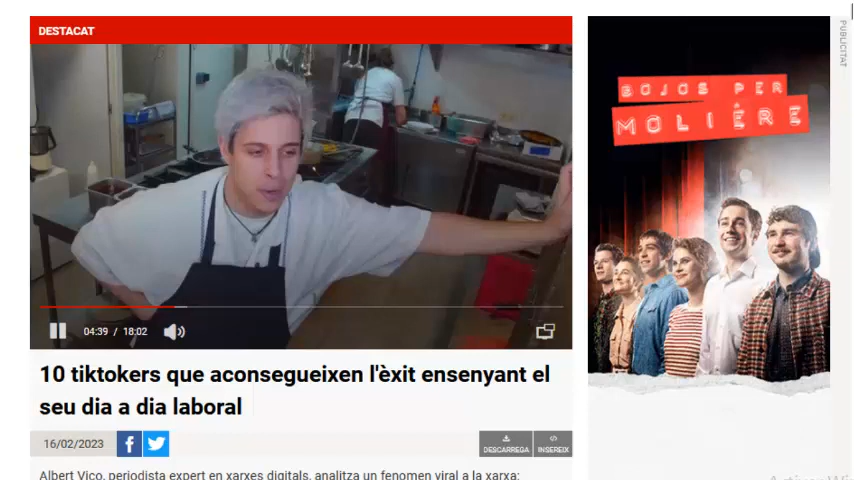 DESTACAT
04:39 / 18:02
10 tiktokers que aconsegueixen l'èxit ensenyant el
seu dia a dia laboral
16/02/2023
DESCARREGA
INSEREIX
Albert Vico, periodista expert en xarxes digitals, analitza un fenomen viral a la xarxa:
BOJOS PER
MOLIÈRE
PUBLICITAT